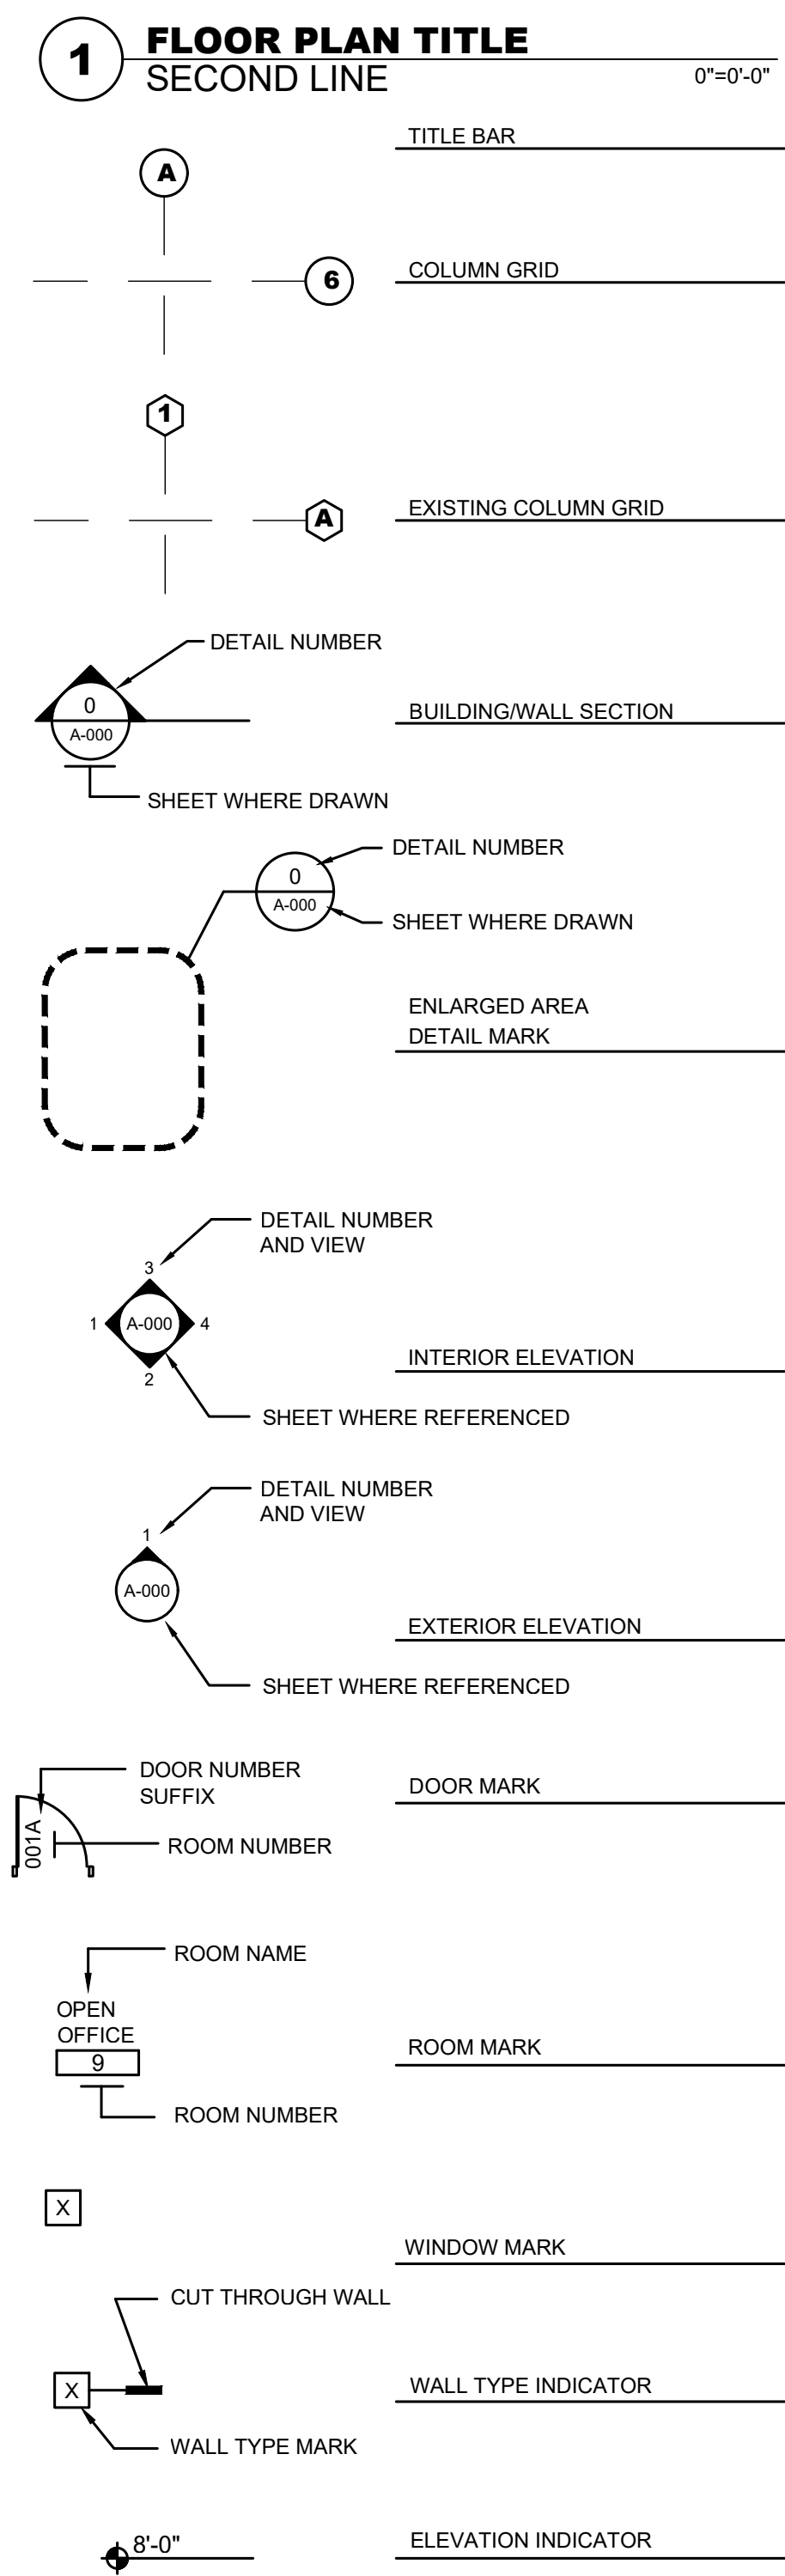 1
FLOOR PLAN TITLE
SECOND LINE
0"=0'-0"
TITLE BAR
A
6
COLUMN GRID
1
A
EXISTING COLUMN GRID
DETAIL NUMBER
0
A-000
BUILDING/WALL SECTION
SHEET WHERE DRAWN
DETAIL NUMBER
0
A-000
SHEET WHERE DRAWN
ENLARGED AREA
DETAIL MARK
DETAIL NUMBER
AND VIEW
3
1
A-000
4
2
INTERIOR ELEVATION
SHEET WHERE REFERENCED
DETAIL NUMBER
AND VIEW
1
A-000
EXTERIOR ELEVATION
SHEET WHERE REFERENCED
DOOR NUMBER
SUFFIX
DOOR MARK
001A
ROOM NUMBER
ROOM NAME
OPEN
OFFICE
9
ROOM MARK
ROOM NUMBER
X
WINDOW MARK
CUT THROUGH WALL
X
WALL TYPE INDICATOR
WALL TYPE MARK
8'-0"
ELEVATION INDICATOR